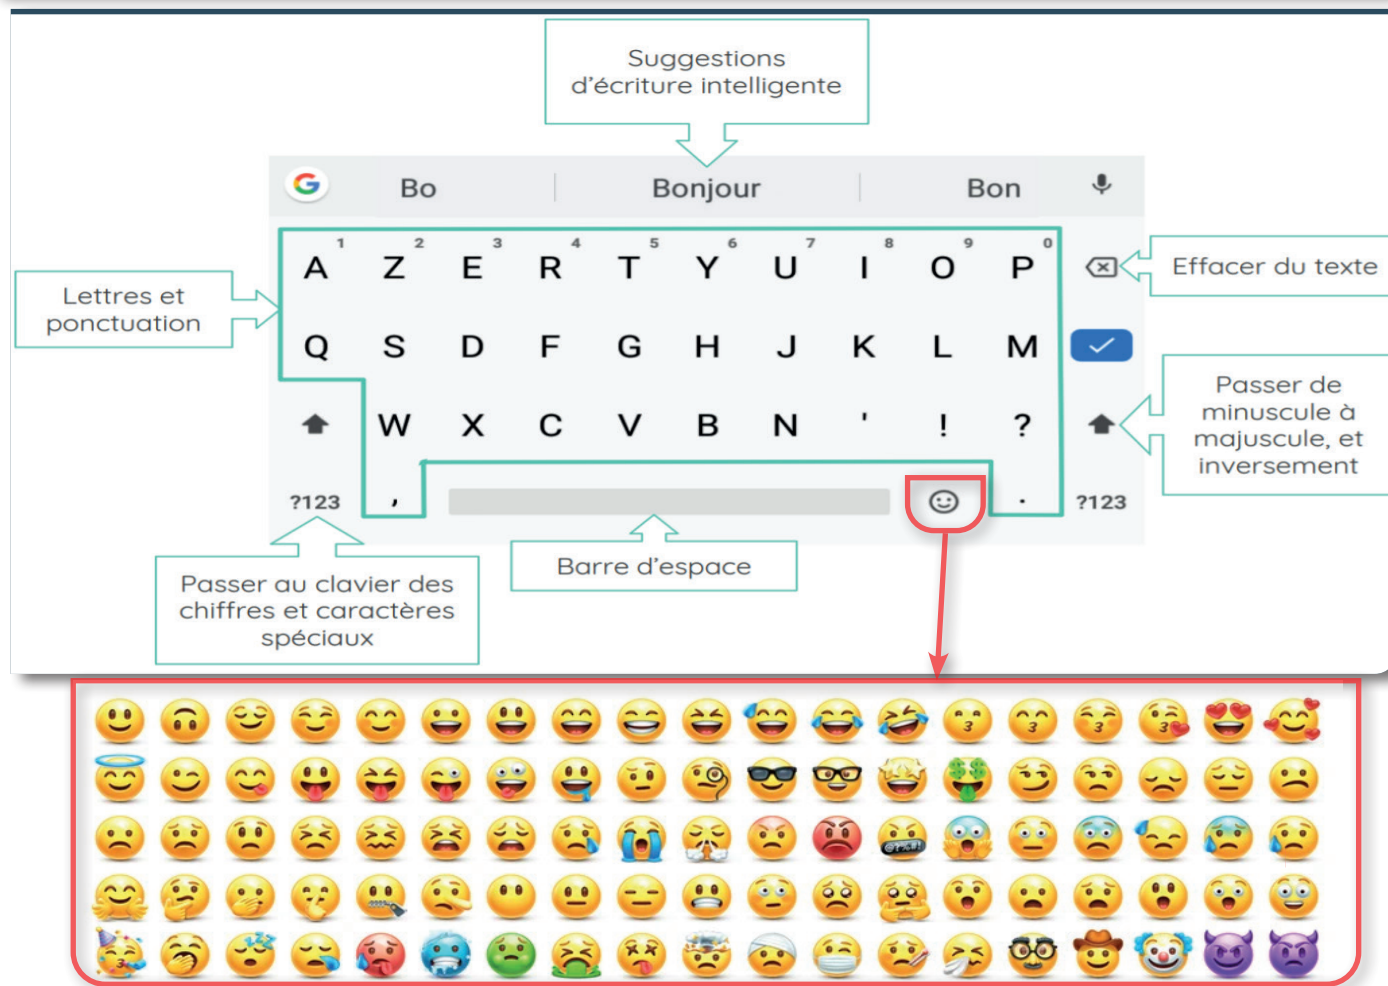 Suggestions
d'écriture intelligente
G
Bo Bonjour Bon
1 2 3 4 5 6 7 8 9 0
A Z E R T Y U I O P
Effacer du texte
Lettres et
ponctuation
Q S D F G H J K L M
Passer de
minuscule à
majuscule, et
inversement
W X C V B N ' ! ?
?123 , . ?123
Barre d'espace
Passer au clavier des
chiffres et caractères
spéciaux
@?%#!